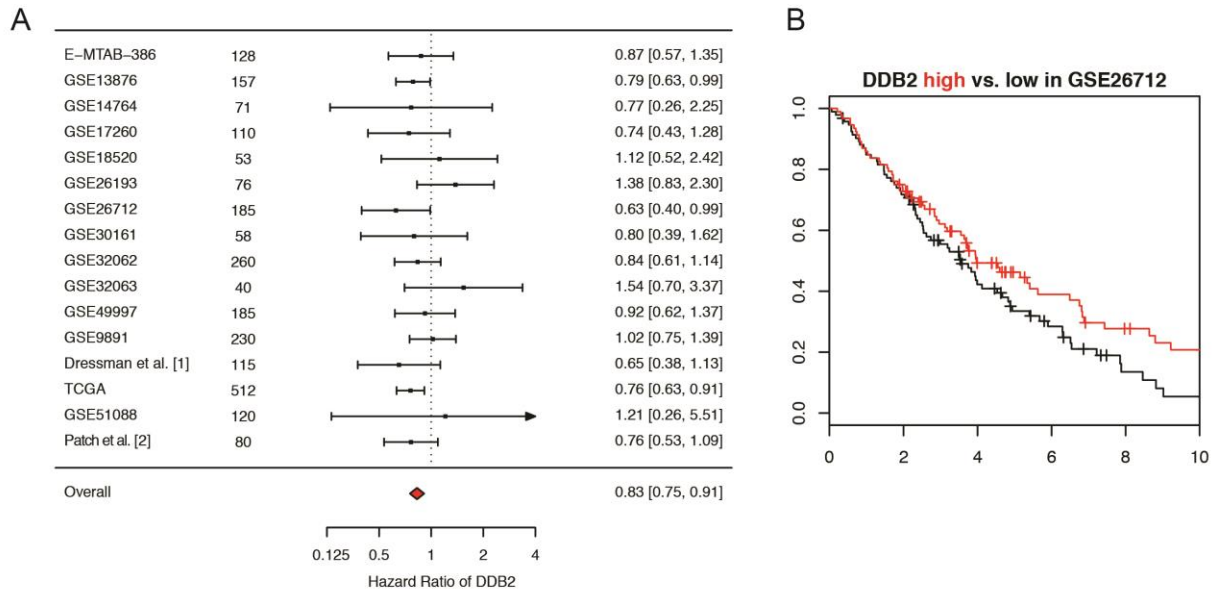 A
E−MTAB−386 128 0.87 [0.57, 1.35]
GSE13876 157 0.79 [0.63, 0.99]
GSE14764 71 0.77 [0.26, 2.25]
GSE17260 110 0.74 [0.43, 1.28]
GSE18520 53 1.12 [0.52, 2.42]
GSE26193 76 1.38 [0.83, 2.30]
GSE26712 185 0.63 [0.40, 0.99]
GSE30161 58 0.80 [0.39, 1.62]
GSE32062 260 0.84 [0.61, 1.14]
GSE32063 40 1.54 [0.70, 3.37]
GSE49997 185 0.92 [0.62, 1.37]
GSE9891 230 1.02 [0.75, 1.39]
Dressman et al. [1] 115 0.65 [0.38, 1.13]
TCGA 512 0.76 [0.63, 0.91]
GSE51088 120 1.21 [0.26, 5.51]
Patch et al. [2] 80 0.76 [0.53, 1.09]
Overall 0.83 [0.75, 0.91]
0.125 0.5 1 2 4
Hazard Ratio of DDB2
B
DDB2 high vs. low in GSE26712
1.0
0.8
0.6
0.4
0.2
0.0
0 2 4 6 8 10